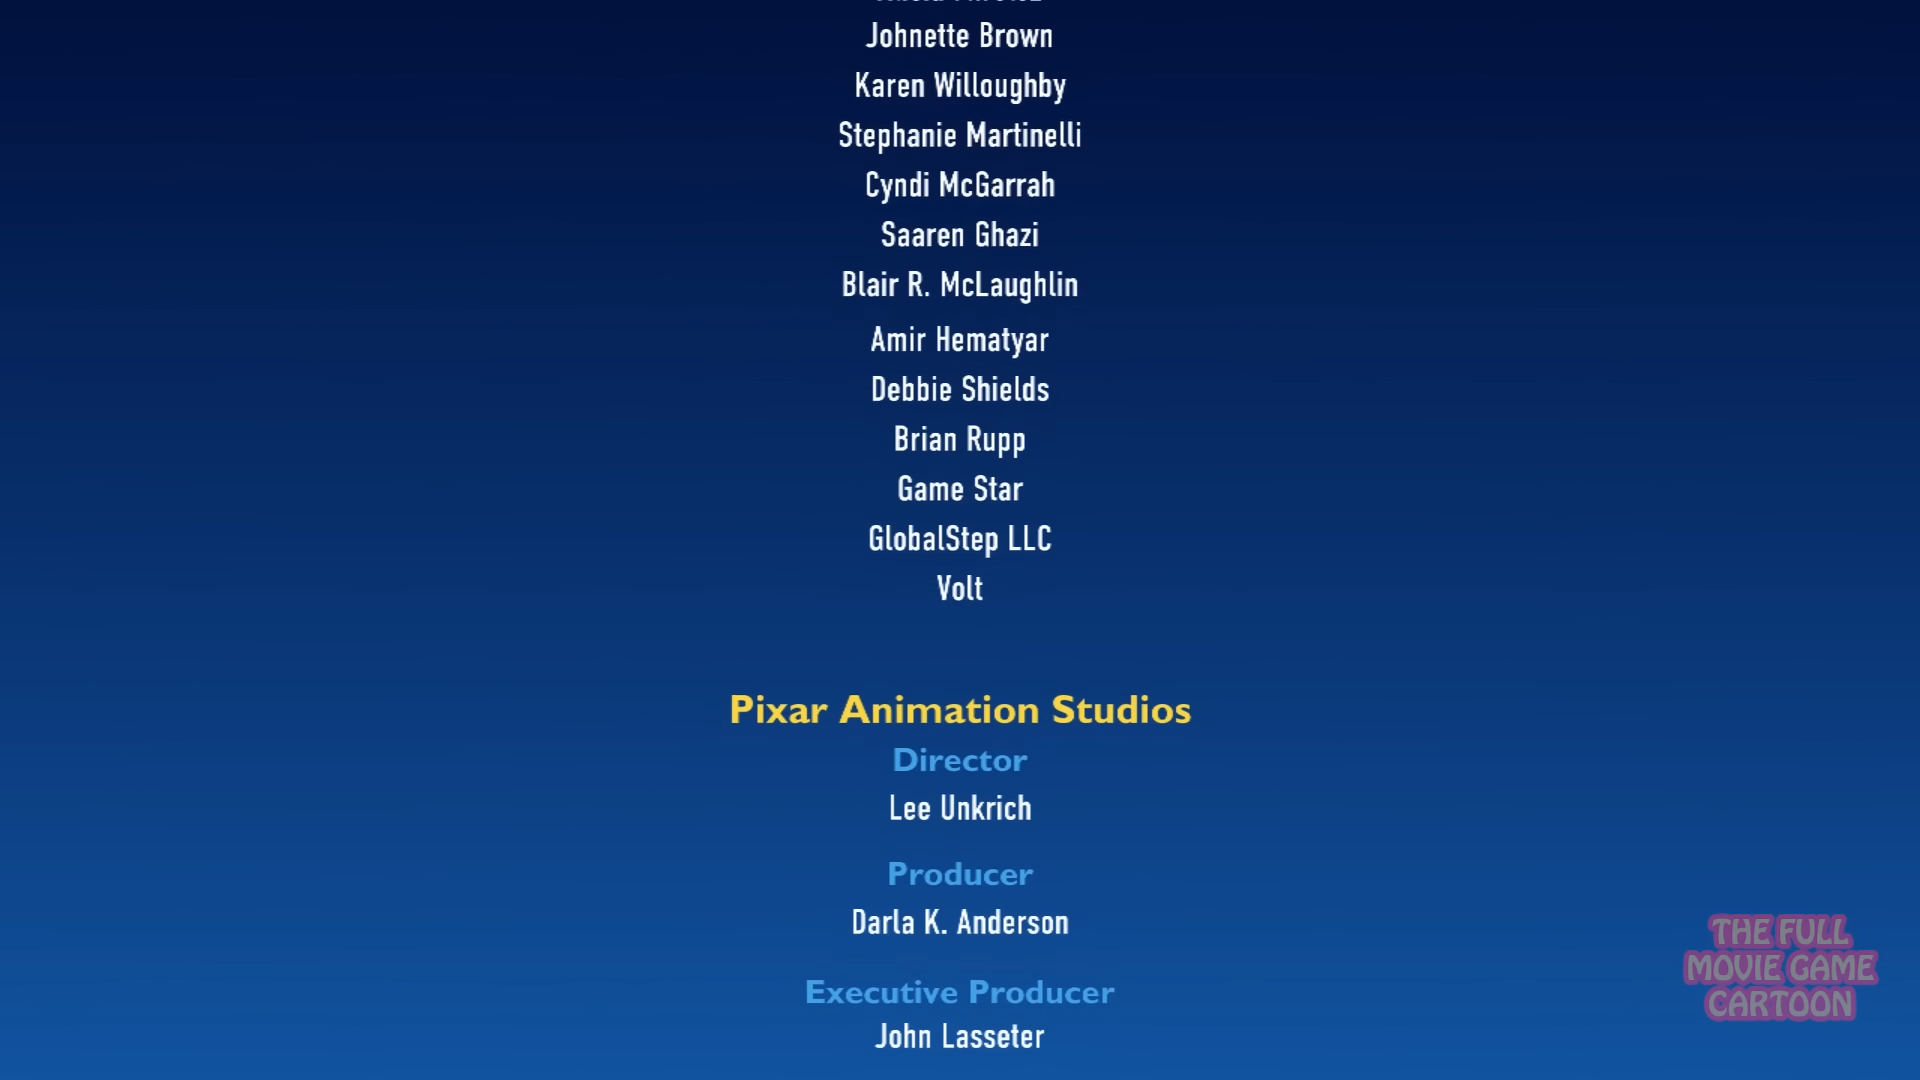 Johnette Brown
Karen Willoughby
Stephanie Martinelli
Cyndi McGarrah
Saaren Ghazi
Blair R. McLaughlin
Amir Hematyar
Debbie Shields
Brian Rupp
Game Star
GlobalStep LLC
Volt
Pixar Animation Studios
Director
Lee Unkrich
Producer
Darla K. Anderson
Executive Producer
John Lasseter
THE FULL
MOVIE GAME
CARTOON